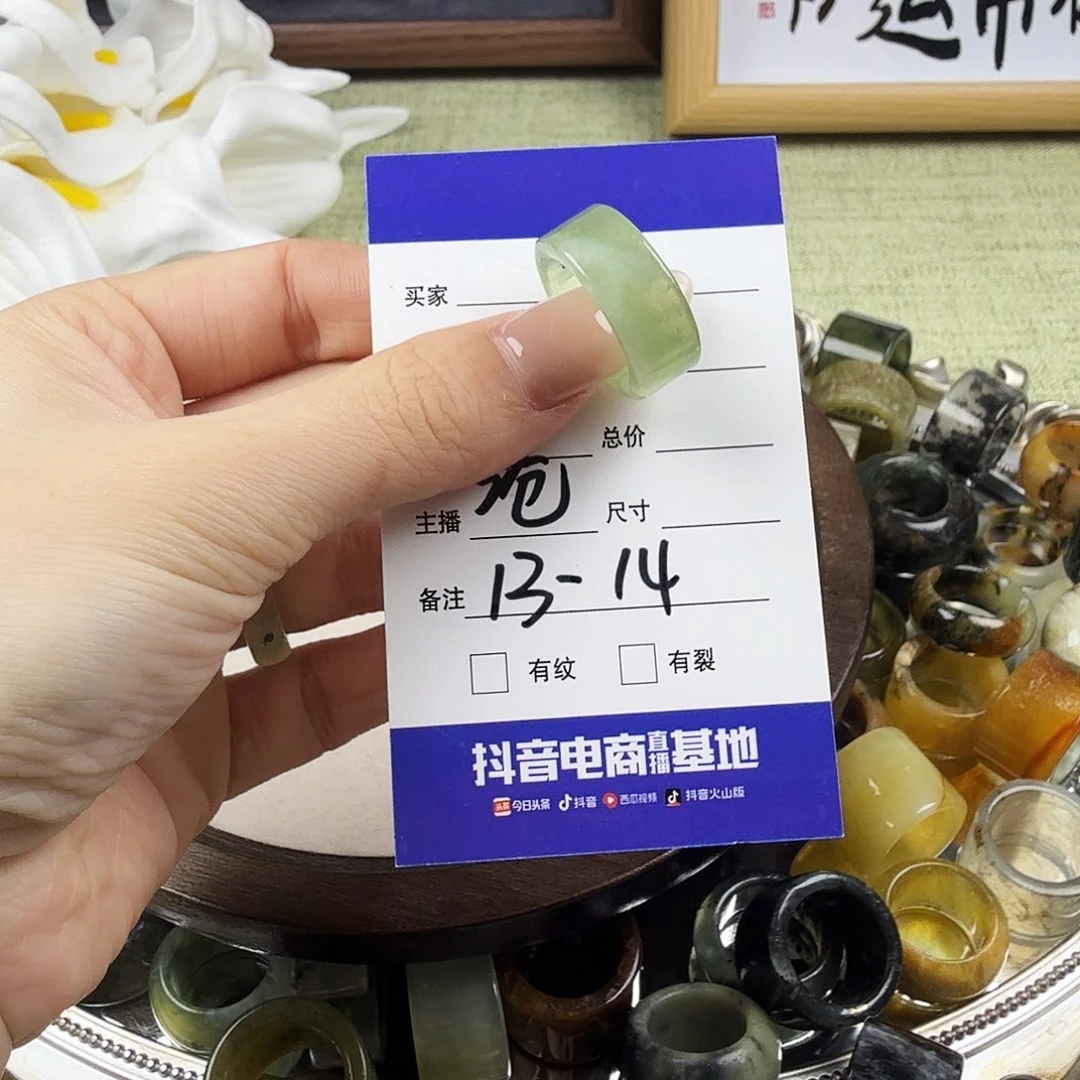 买家
总价
主播 尺寸
备注 13-14
有纹 有裂
抖音电商直播基地
头条 今日头条 抖音 西瓜视频 抖音火山版